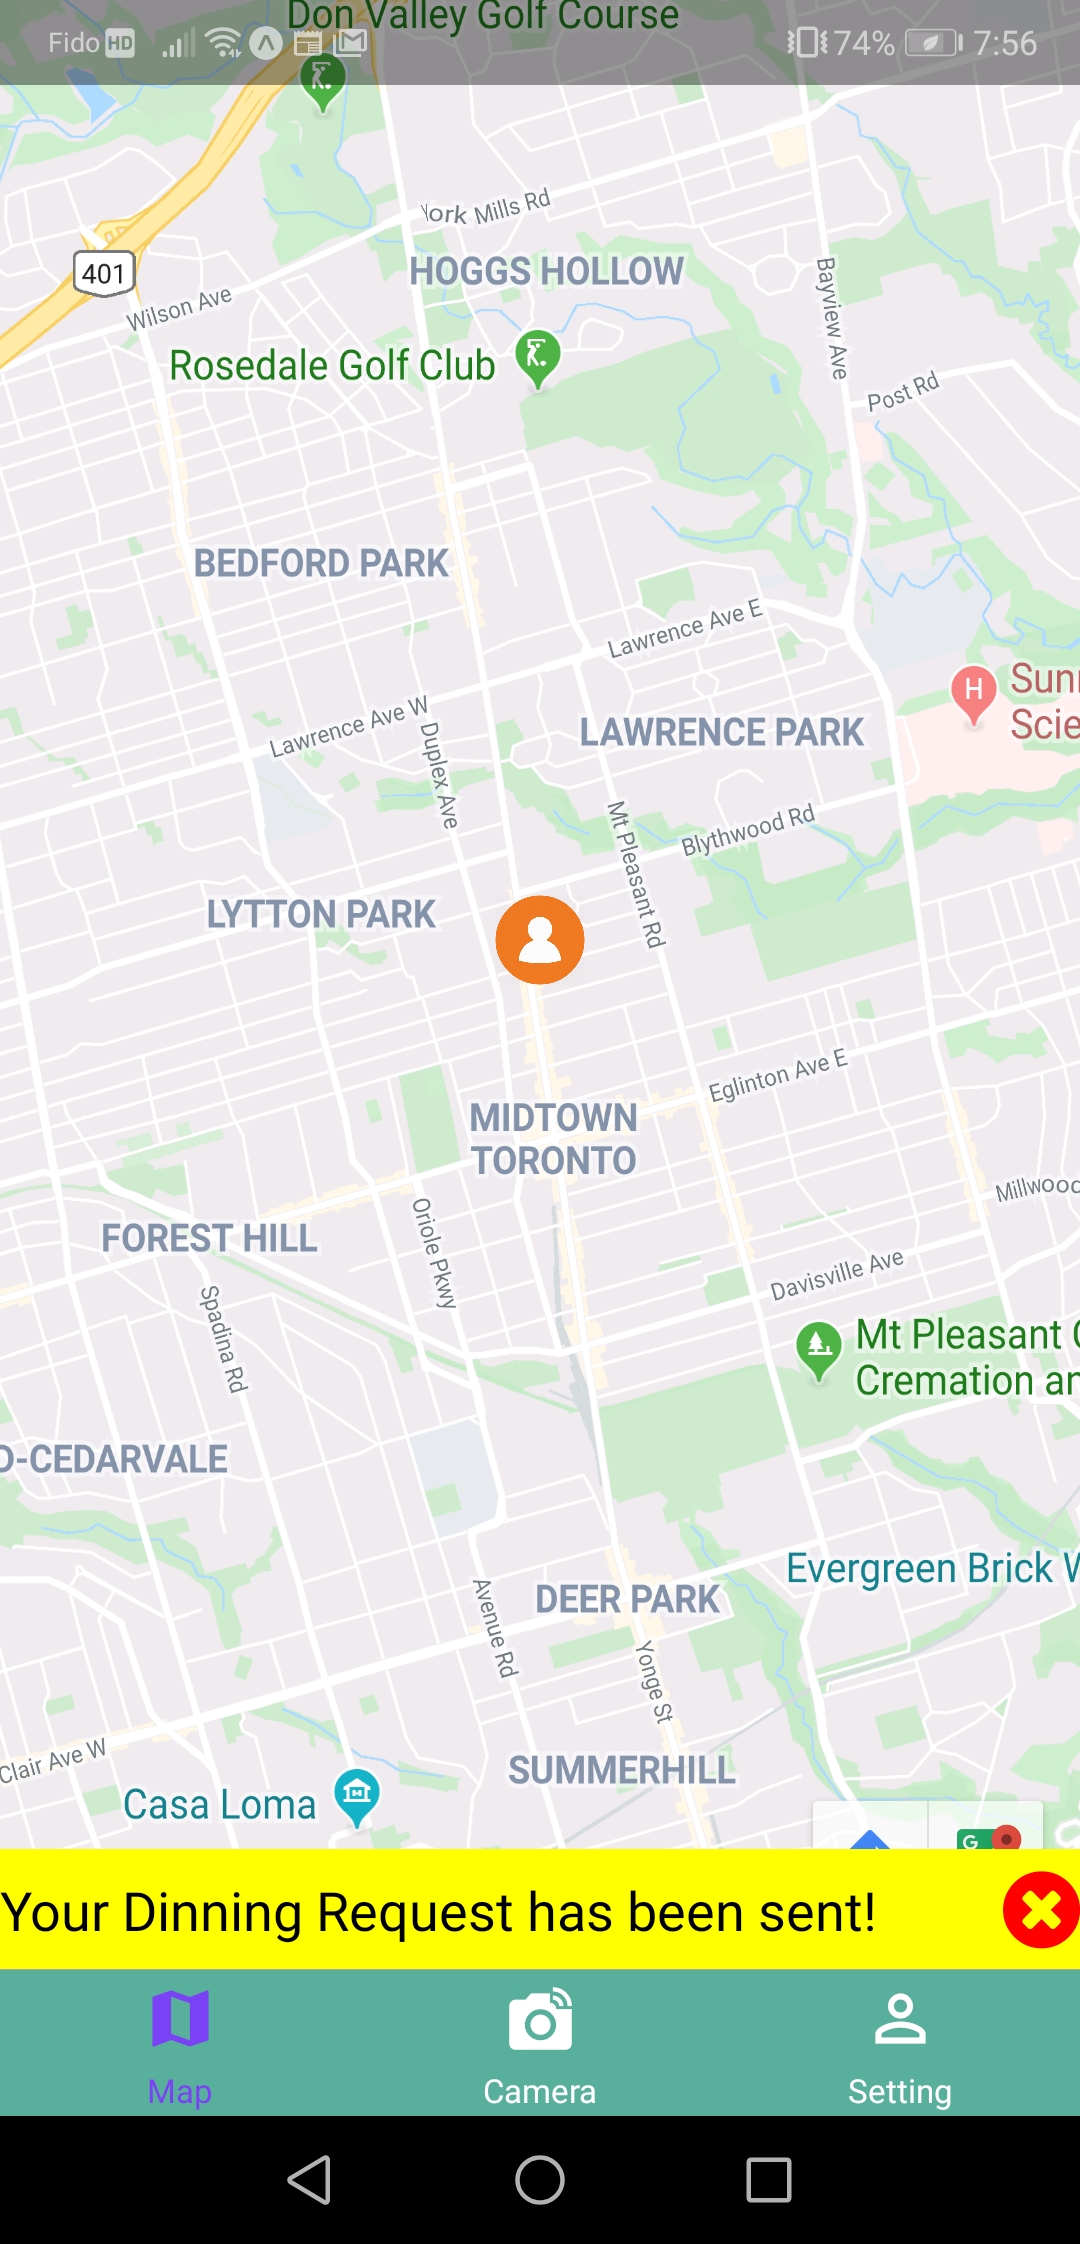 Don Valley Golf Course
Fido HD
74%
7:56
York Mills Rd
401
HOGGS HOLLOW
Wilson Ave
Bayview Ave
Rosedale Golf Club
Post Rd
BEDFORD PARK
Lawrence Ave E
Sunn
Scie
Lawrence Ave W
LAWRENCE PARK
Duplex Ave
H
Mt Pleasant Rd
Blythwood Rd
LYTTON PARK
Eglinton Ave E
MIDTOWN
TORONTO
Millwood
FOREST HILL
Oriole Pkwy
Davisville Ave
Spadina Rd
Mt Pleasant C
Cremation an
D-CEDARVALE
Evergreen Brick W
Avenue Rd
DEER PARK
Yonge St
Clair Ave W
SUMMERHILL
Casa Loma
G
Your Dinning Request has been sent!
Map
Camera
Setting